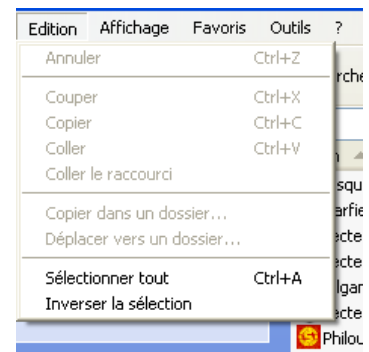 Edition Affichage Favoris Outils ?
Annuler Ctrl+Z
Couper Ctrl+X
Copier Ctrl+C
Coller Ctrl+V
Coller le raccourci
Copier dans un dossier...
Déplacer vers un dossier...
Sélectionner tout Ctrl+A
Inverser la sélection